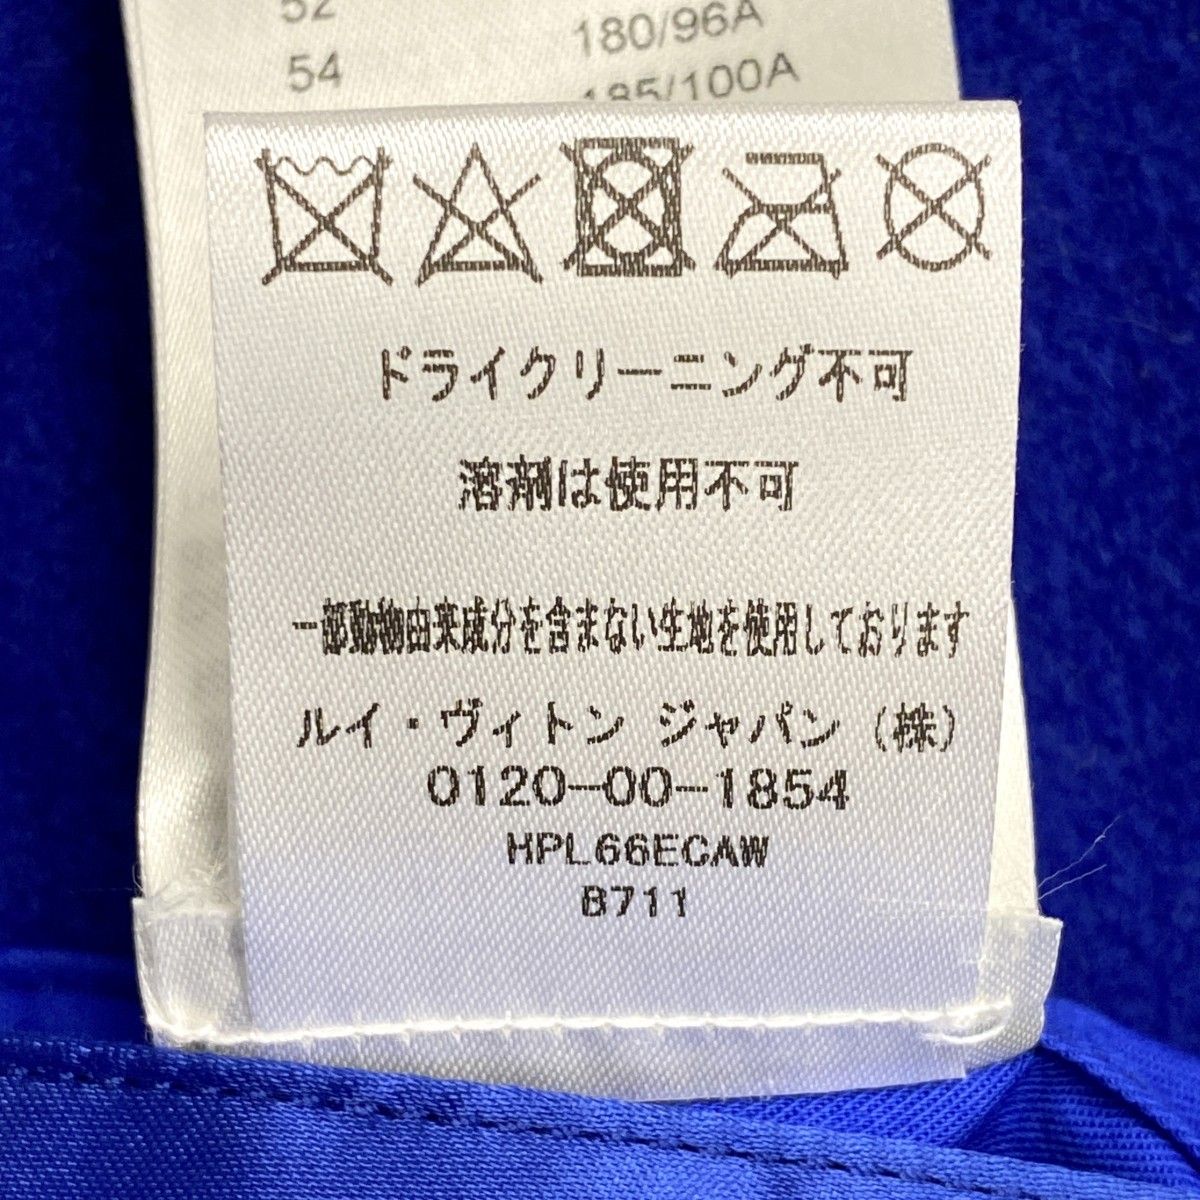 52
180/96A
54
185/100A
ドライクリーニング不可
溶剤は使用不可
一部動物由来成分を含まない生地を使用しております
ルイ・ヴィトン ジャパン（株）
0120-00-1854
HPL66ECAW
B711